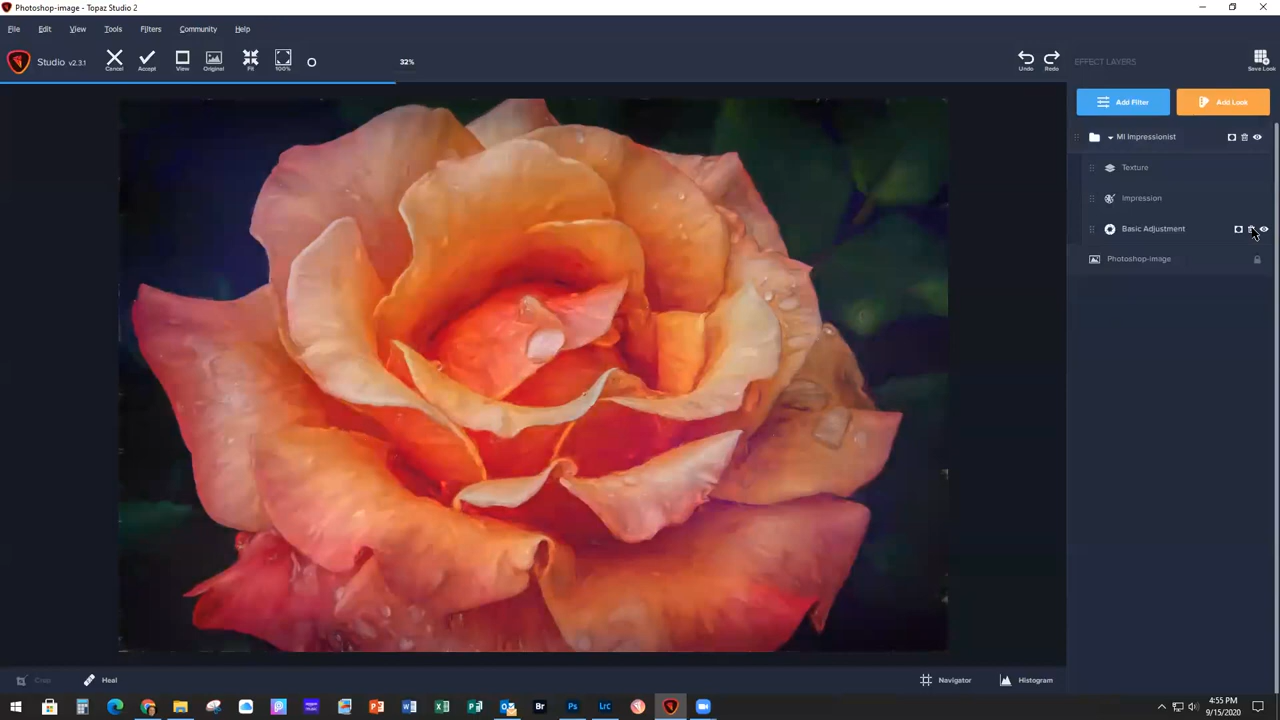 Photoshop-image - Topaz Studio 2
File Edit View Tools Filters Community Help
Studio v2.3.1 Cancel Accept View Original Fit 100% 32% Undo Redo EFFECT LAYERS Save Look
Add Filter Add Look
MI Impressionist
Texture
Impression
Basic Adjustment
Photoshop-image
Crop Heal Navigator Histogram
4:55 PM
9/15/2020